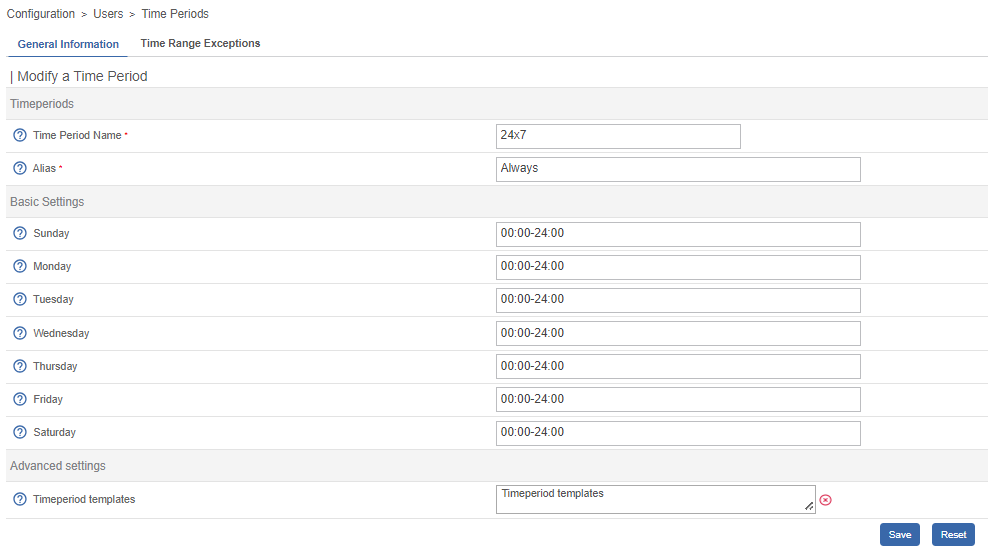 Configuration > Users > Time Periods
General Information Time Range Exceptions
| Modify a Time Period
Timeperiods
Time Period Name * 24x7
Alias * Always
Basic Settings
Sunday 00:00-24:00
Monday 00:00-24:00
Tuesday 00:00-24:00
Wednesday 00:00-24:00
Thursday 00:00-24:00
Friday 00:00-24:00
Saturday 00:00-24:00
Advanced settings
Timeperiod templates Timeperiod templates
Save Reset